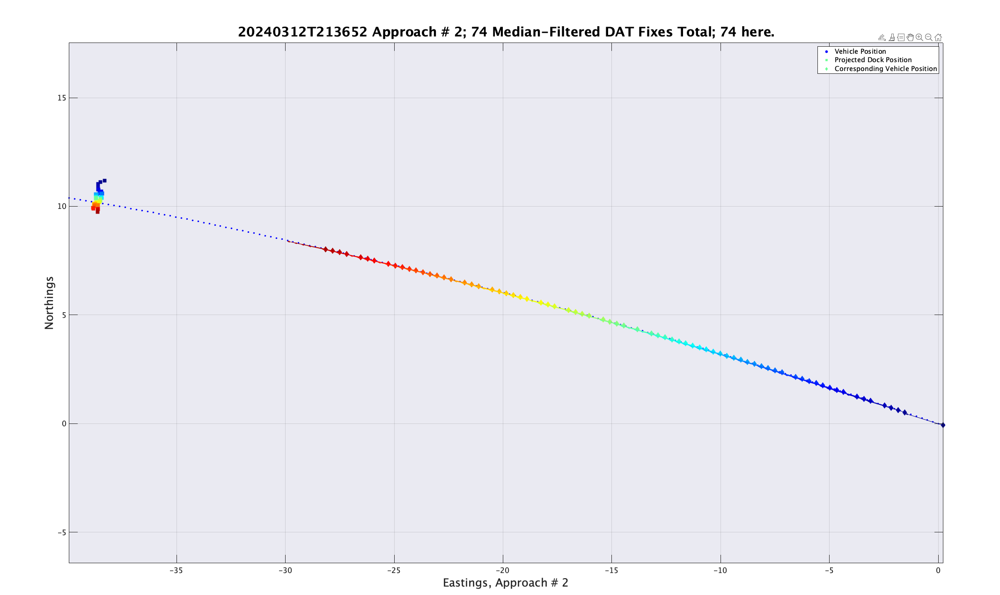 20240312T213652 Approach # 2; 74 Median-Filtered DAT Fixes Total; 74 here.
Vehicle Position
Projected Dock Position
Corresponding Vehicle Position
15
10
5
0
-5
Northings
-35 -30 -25 -20 -15 -10 -5 0
Eastings, Approach # 2